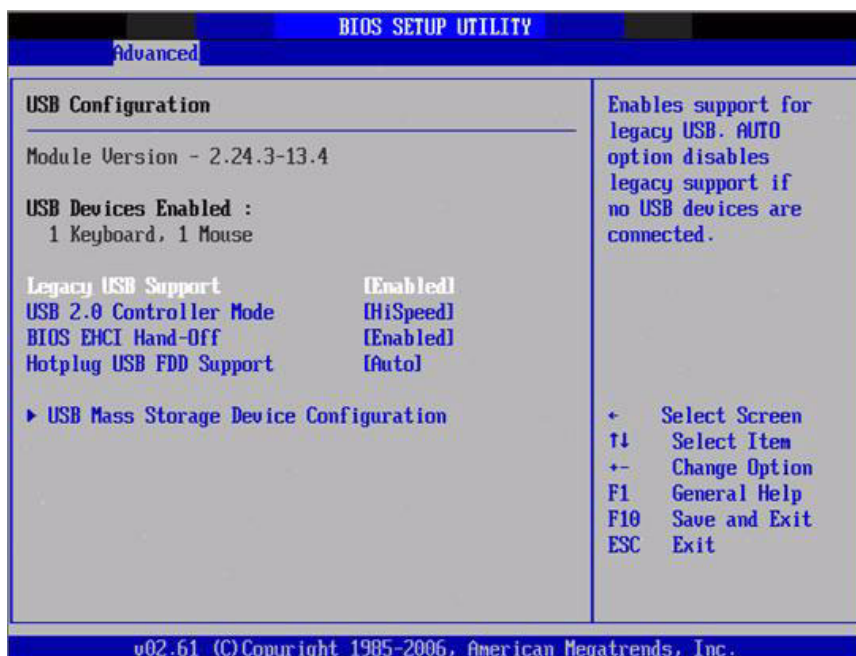 BIOS SETUP UTILITY
Advanced
USB Configuration
Module Version - 2.24.3-13.4
USB Devices Enabled :
1 Keyboard, 1 Mouse
Legacy USB Support [Enabled]
USB 2.0 Controller Mode [HiSpeed]
BIOS EHCI Hand-Off [Enabled]
Hotplug USB FDD Support [Auto]
▶ USB Mass Storage Device Configuration
Enables support for
legacy USB. AUTO
option disables
legacy support if
no USB devices are
connected.
← Select Screen
↑↓ Select Item
+- Change Option
F1 General Help
F10 Save and Exit
ESC Exit
v02.61 (C)Copyright 1985-2006, American Megatrends, Inc.